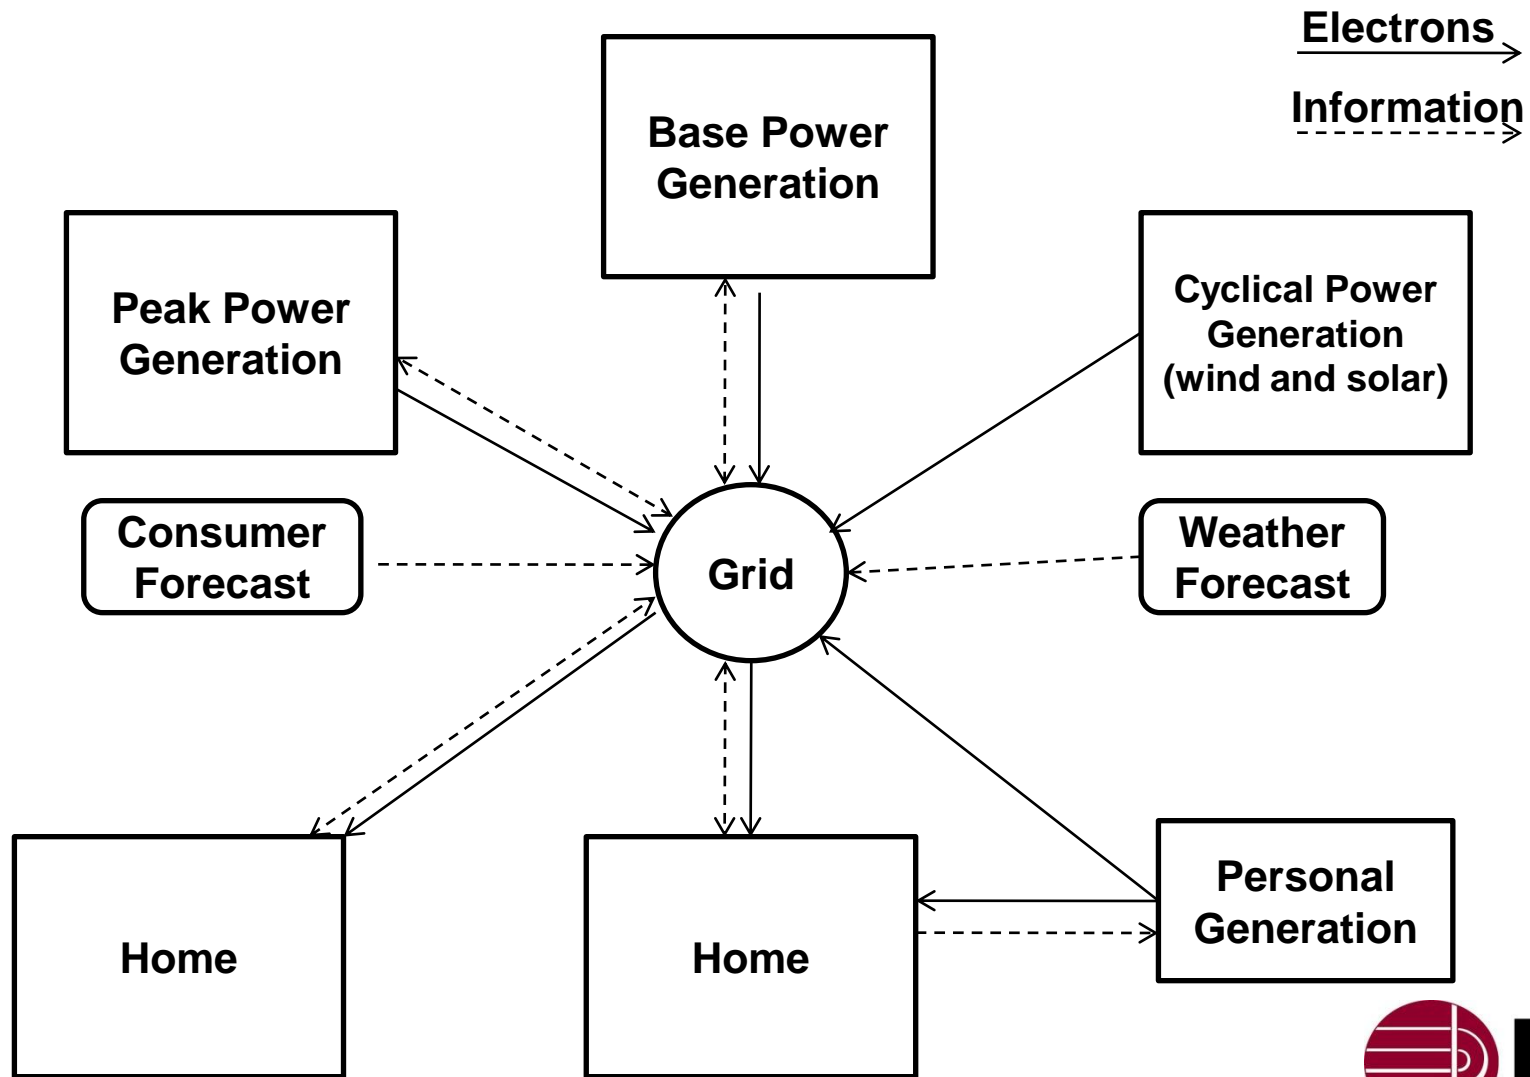 Electrons
Information
Base Power
Generation
Peak Power
Generation
Cyclical Power
Generation
(wind and solar)
Consumer
Forecast
Grid
Weather
Forecast
Home
Home
Personal
Generation